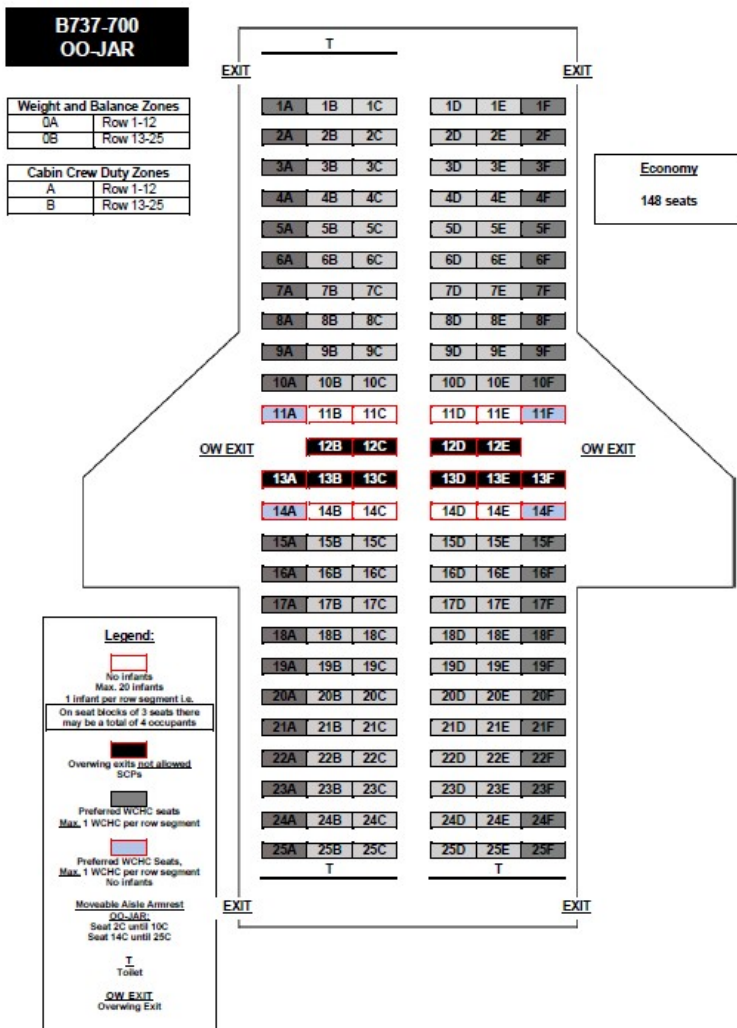 B737-700
OO-JAR
T
EXIT EXIT
Weight and Balance Zones
0A Row 1-12
0B Row 13-25
Cabin Crew Duty Zones
A Row 1-12
B Row 13-25
Economy
148 seats
1A 1B 1C 1D 1E 1F
2A 2B 2C 2D 2E 2F
3A 3B 3C 3D 3E 3F
4A 4B 4C 4D 4E 4F
5A 5B 5C 5D 5E 5F
6A 6B 6C 6D 6E 6F
7A 7B 7C 7D 7E 7F
8A 8B 8C 8D 8E 8F
9A 9B 9C 9D 9E 9F
10A 10B 10C 10D 10E 10F
11A 11B 11C 11D 11E 11F
OW EXIT 12B 12C 12D 12E OW EXIT
13A 13B 13C 13D 13E 13F
14A 14B 14C 14D 14E 14F
15A 15B 15C 15D 15E 15F
16A 16B 16C 16D 16E 16F
17A 17B 17C 17D 17E 17F
18A 18B 18C 18D 18E 18F
19A 19B 19C 19D 19E 19F
20A 20B 20C 20D 20E 20F
21A 21B 21C 21D 21E 21F
22A 22B 22C 22D 22E 22F
23A 23B 23C 23D 23E 23F
24A 24B 24C 24D 24E 24F
25A 25B 25C 25D 25E 25F
T T
EXIT EXIT
Legend:
No infants
Max. 20 infants
1 infant per row segment i.e.
On seat blocks of 3 seats there
may be a total of 4 occupants
Overwing exits not allowed
SCPs
Preferred WCHC seats
Max. 1 WCHC per row segment
Preferred WCHC Seats,
Max. 1 WCHC per row segment
No infants
Moveable Aisle Armrest
OO-JAR:
Seat 2C until 10C
Seat 14C until 25C
T
Toilet
OW EXIT
Overwing Exit